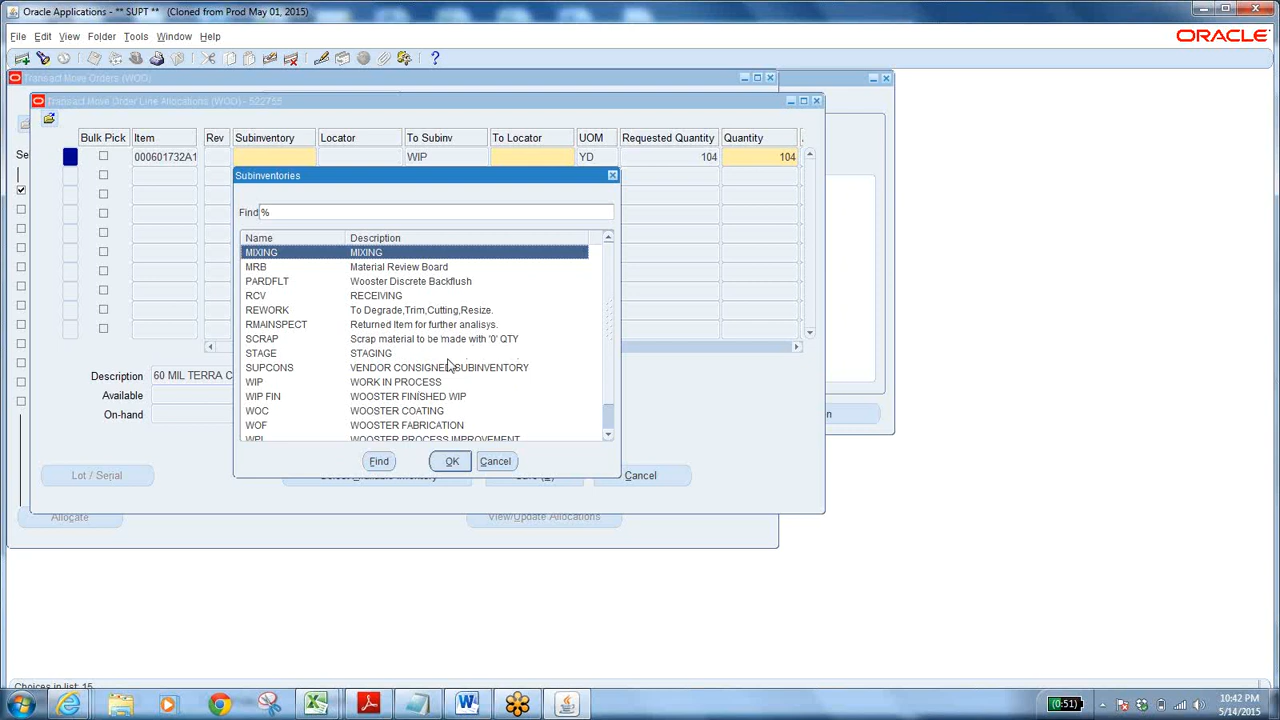 Oracle Applications - ** SUPT **   (Cloned from Prod May 01, 2015)
File Edit View Folder Tools Window Help
ORACLE
Transact Move Orders (WOO)
Transact Move Order Line Allocations (WOO) - 522755
Bulk Pick Item Rev Subinventory Locator To Subinv To Locator UOM Requested Quantity Quantity
000601732A1 WIP YD 104 104
Subinventories
Find %
Name Description
MIXING MIXING
MRB Material Review Board
PARDFLT Wooster Discrete Backflush
RCV RECEIVING
REWORK To Degrade,Trim,Cutting,Resize.
RMAINSPECT Returned Item for further analisys.
SCRAP Scrap material to be made with '0' QTY
STAGE STAGING
SUPCONS VENDOR CONSIGNED SUBINVENTORY
WIP WORK IN PROCESS
WIP FIN WOOSTER FINISHED WIP
WOC WOOSTER COATING
WOF WOOSTER FABRICATION
WPI WOOSTER PROCESS IMPROVEMENT
Find OK Cancel
Description 60 MIL TERRA C
Available
On-hand
Lot / Serial Cancel
Allocate View/Update Allocations
Choices in list: 15
(0:51)
10:42 PM
5/14/2015